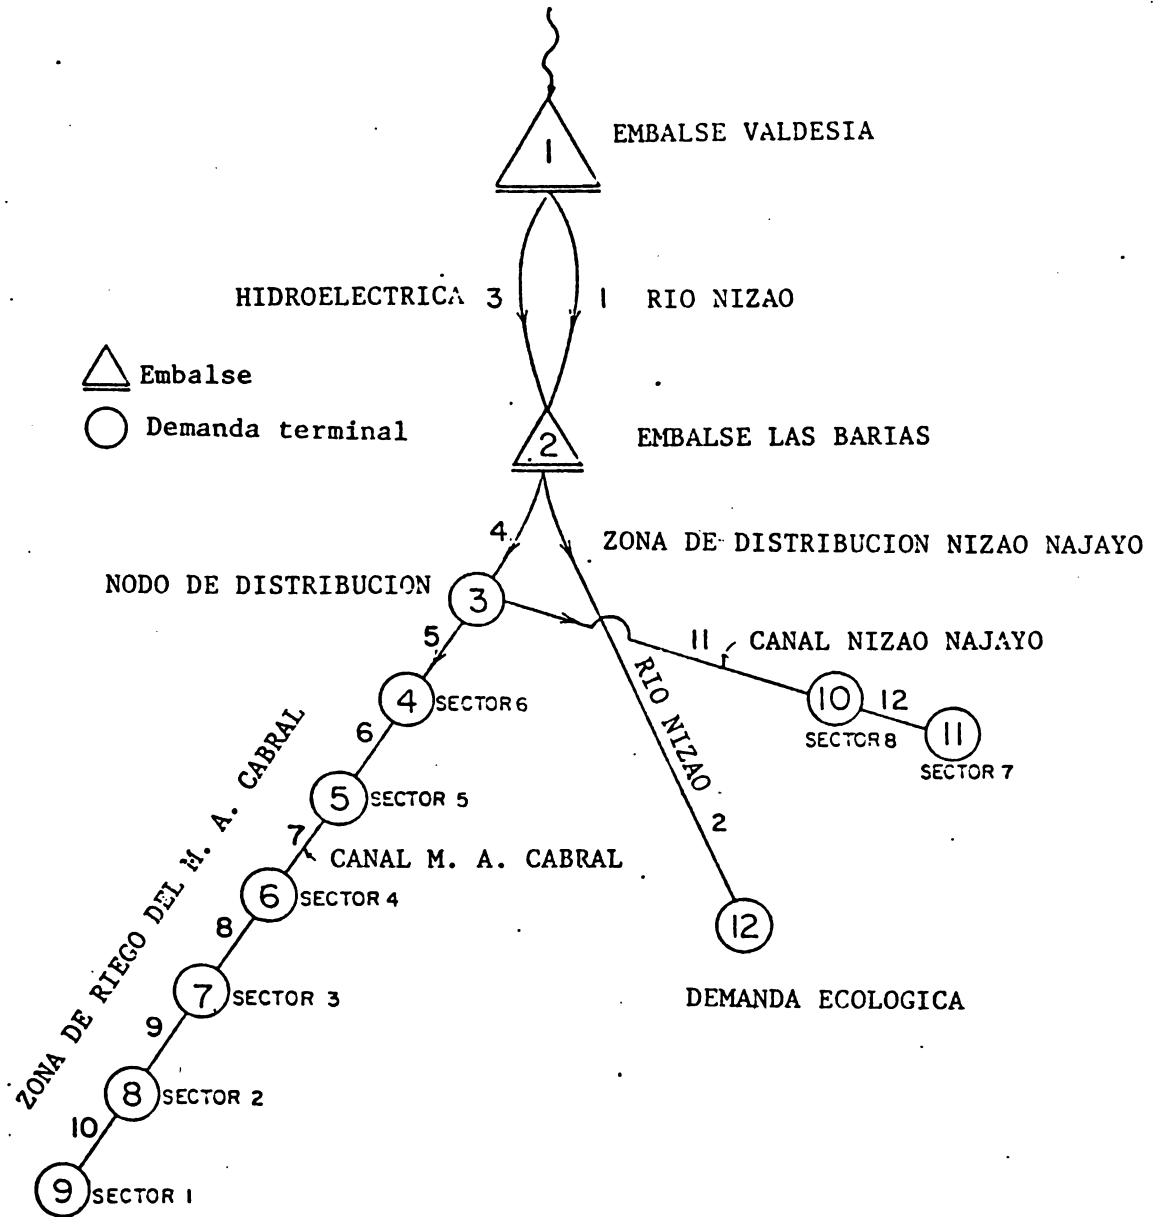 1
EMBALSE VALDESIA
HIDROELECTRICA 3
1 RIO NIZAO
Embalse
Demanda terminal
2
EMBALSE LAS BARIAS
4
ZONA DE DISTRIBUCION NIZAO NAJAYO
NODO DE DISTRIBUCION
3
5
11
CANAL NIZAO NAJAYO
RIO NIZAO 2
4
SECTOR 6
10
SECTOR 8
12
11
SECTOR 7
6
5
SECTOR 5
7
CANAL M. A. CABRAL
6
SECTOR 4
ZONA DE RIEGO DEL M. A. CABRAL
8
12
DEMANDA ECOLOGICA
7
SECTOR 3
9
8
SECTOR 2
10
9
SECTOR 1